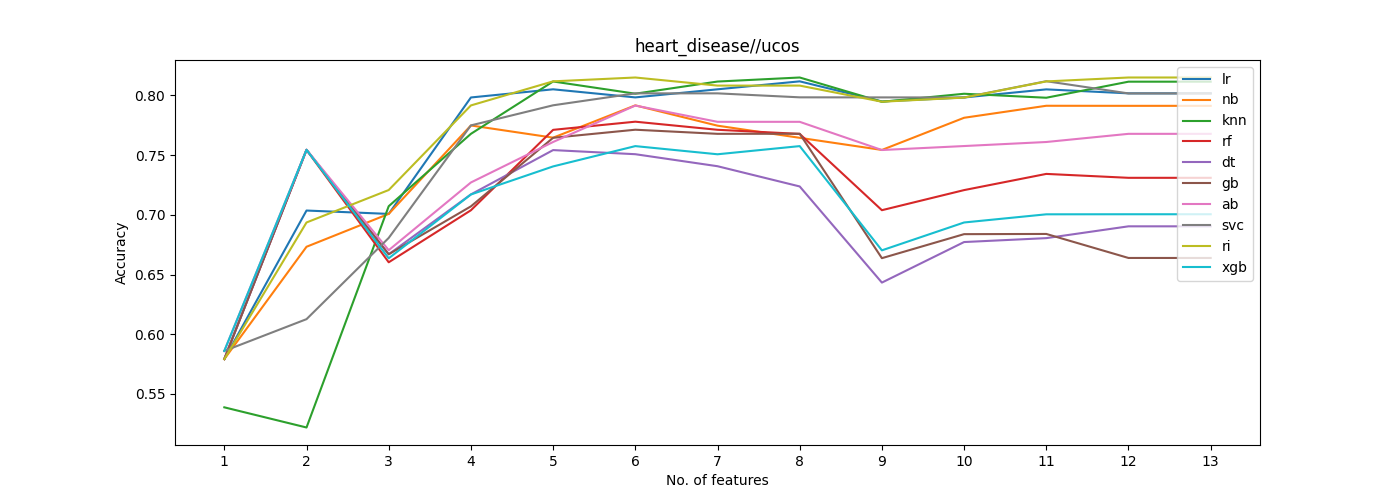 heart_disease//ucos
Accuracy
0.80
0.75
0.70
0.65
0.60
0.55
1 2 3 4 5 6 7 8 9 10 11 12 13
No. of features
lr
nb
knn
rf
dt
gb
ab
svc
ri
xgb